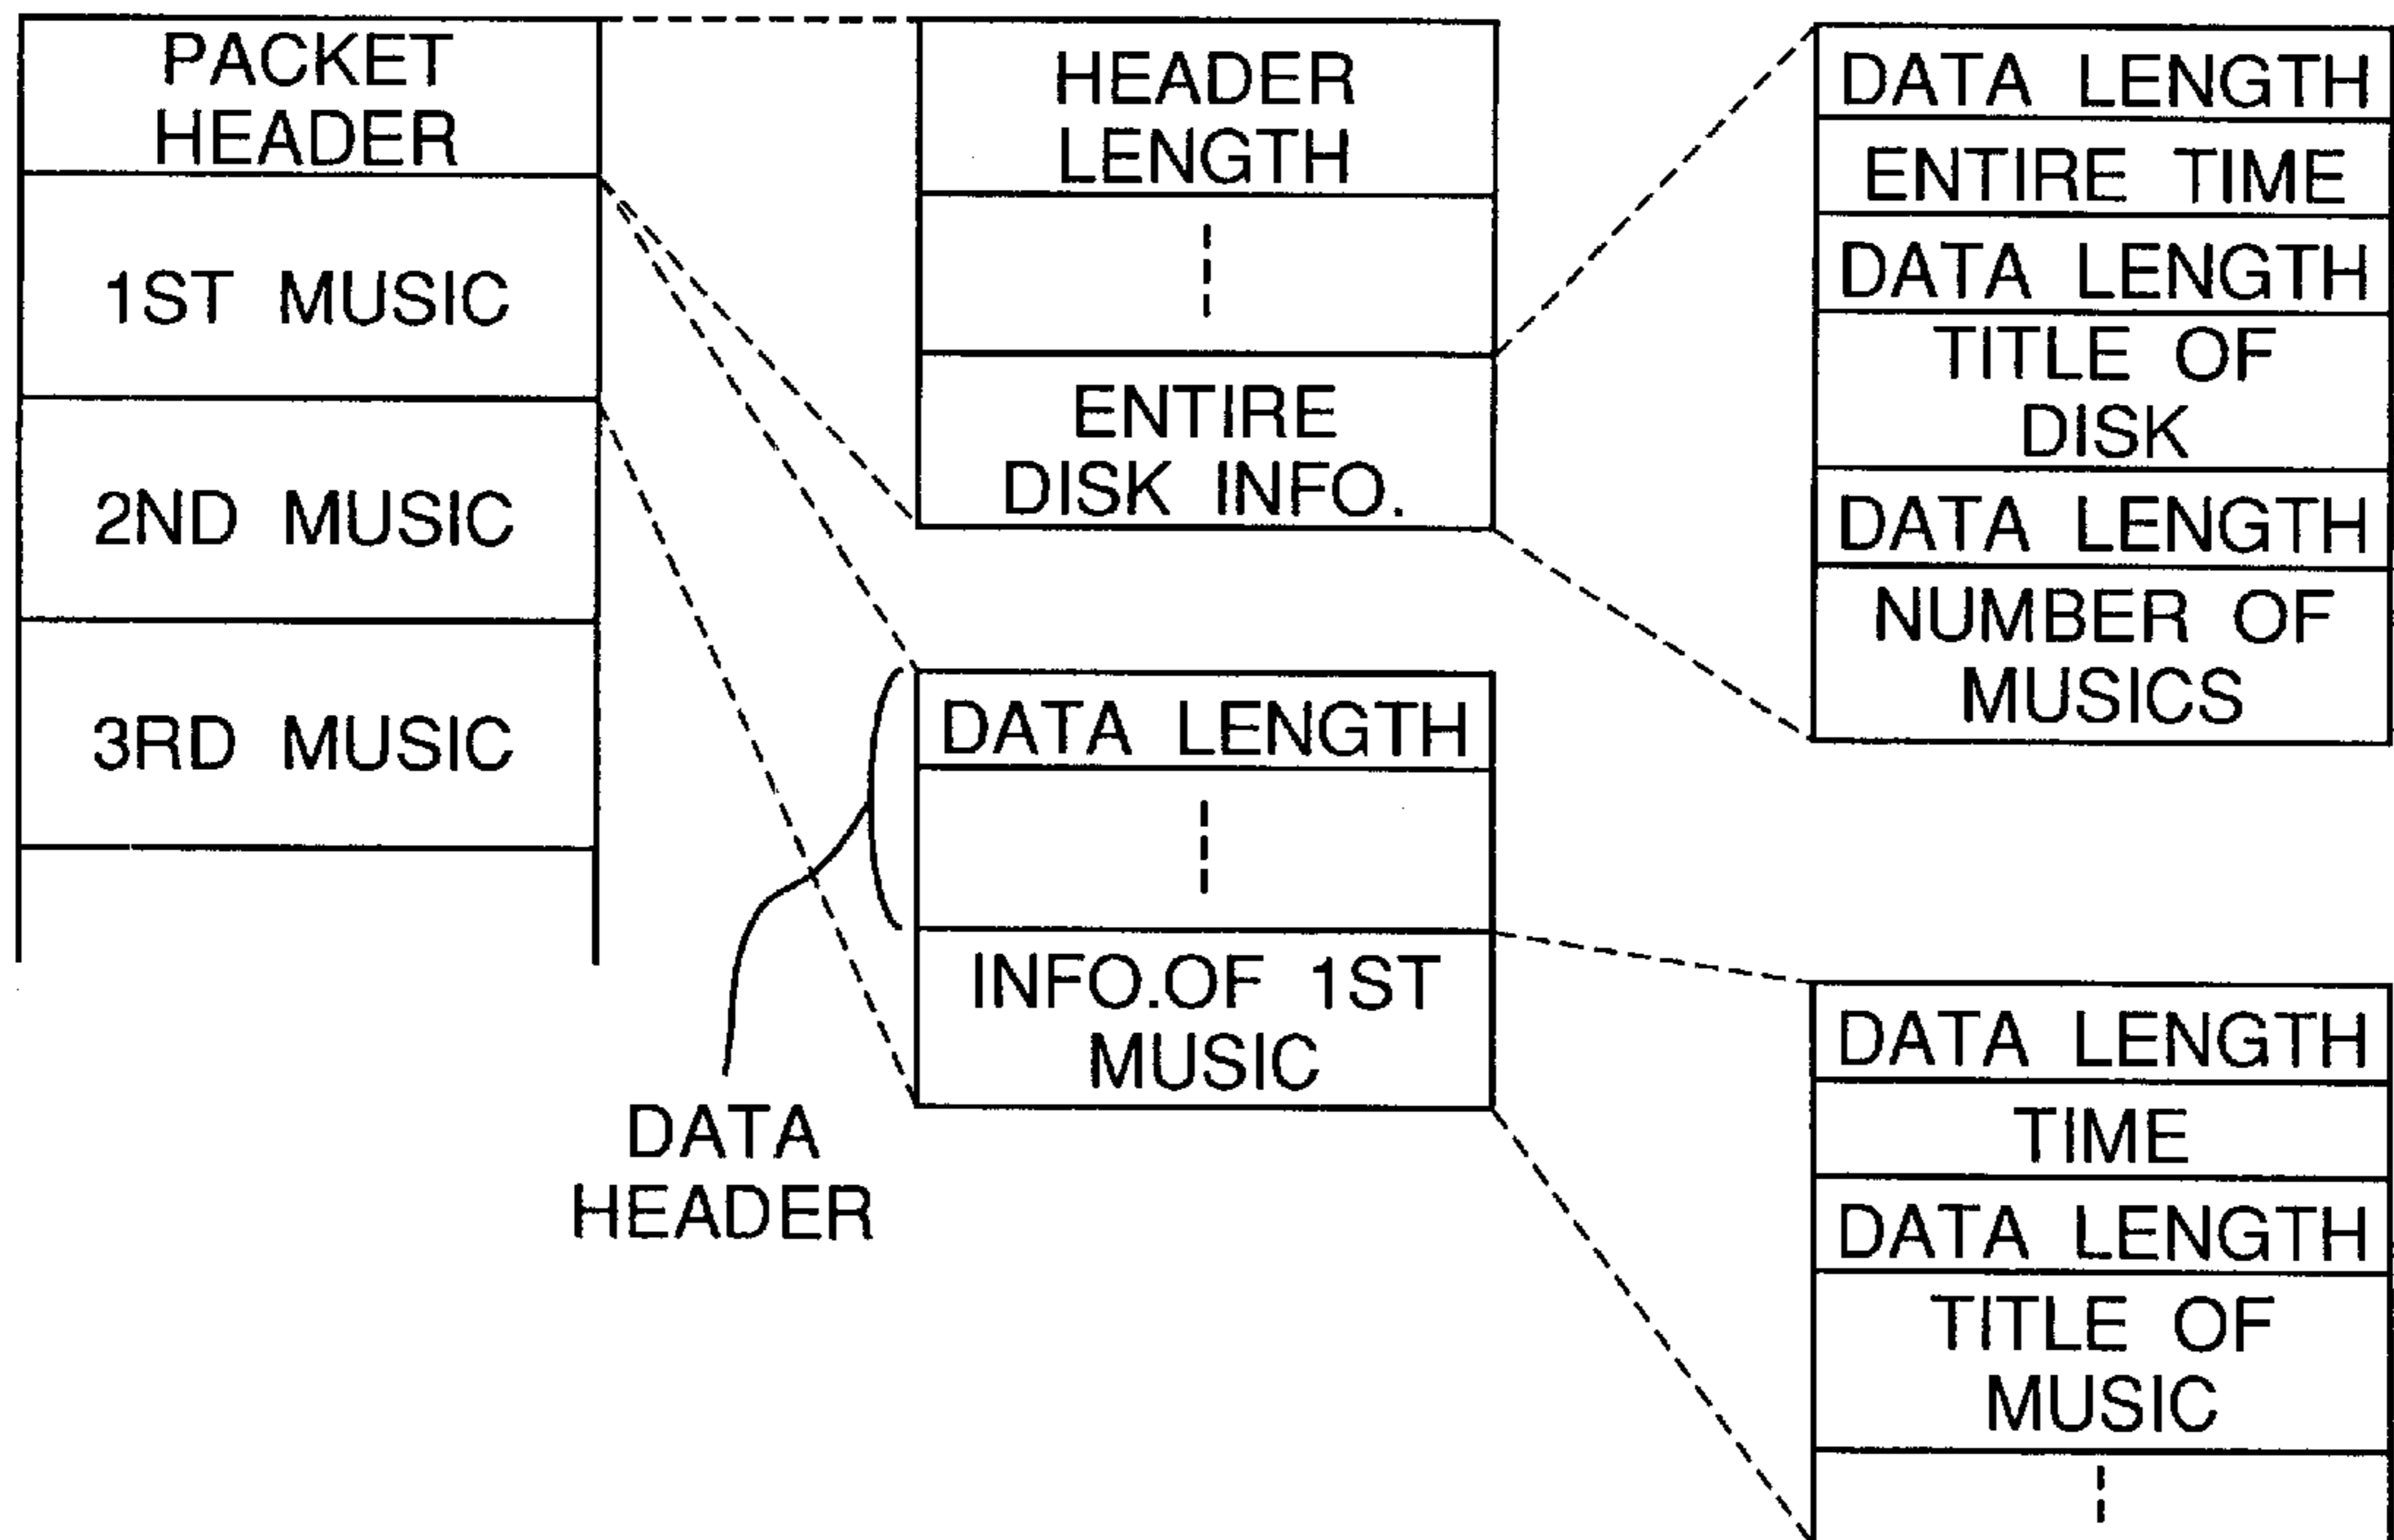 PACKET
HEADER
1ST MUSIC
2ND MUSIC
3RD MUSIC
HEADER
LENGTH
ENTIRE
DISK INFO.
DATA LENGTH
INFO.OF 1ST
MUSIC
DATA
HEADER
DATA LENGTH
ENTIRE TIME
DATA LENGTH
TITLE OF
DISK
DATA LENGTH
NUMBER OF
MUSICS
DATA LENGTH
TIME
DATA LENGTH
TITLE OF
MUSIC